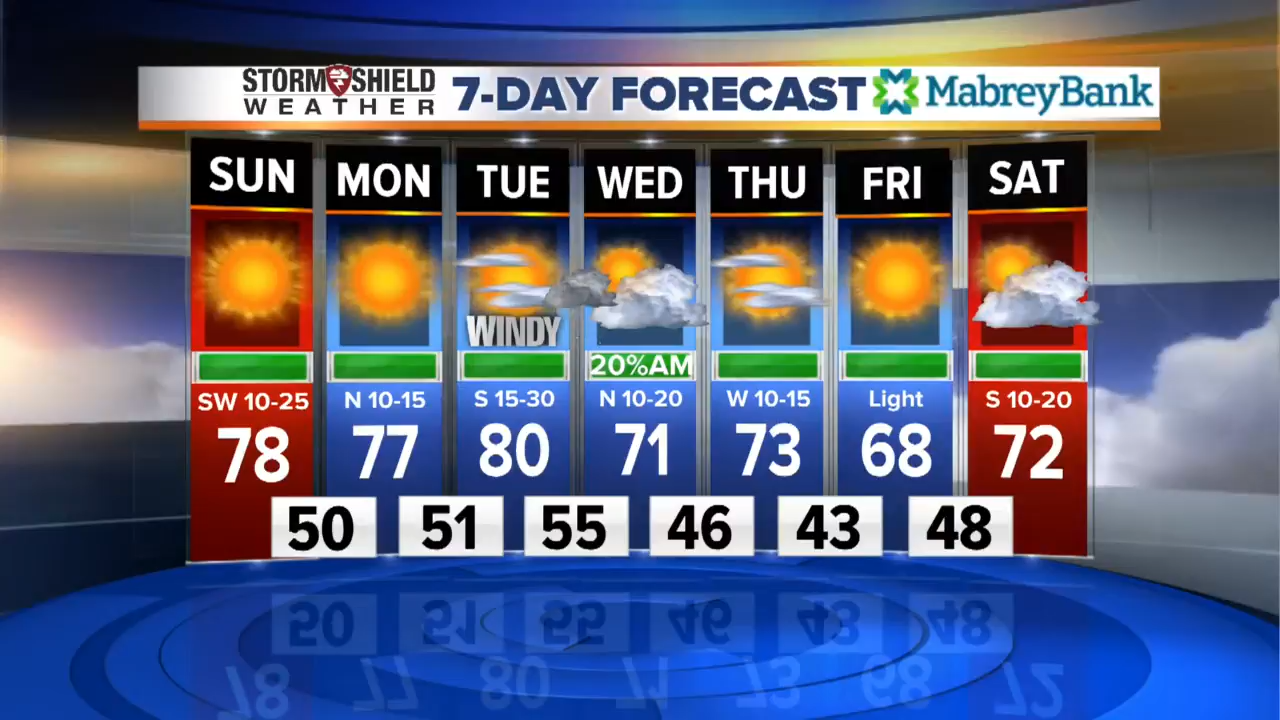 STORM SHIELD
WEATHER
7-DAY FORECAST
MabreyBank
SUN MON TUE WED THU FRI SAT
WINDY
20%AM
SW 10-25 N 10-15 S 15-30 N 10-20 W 10-15 Light S 10-20
78 77 80 71 73 68 72
50 51 55 46 43 48